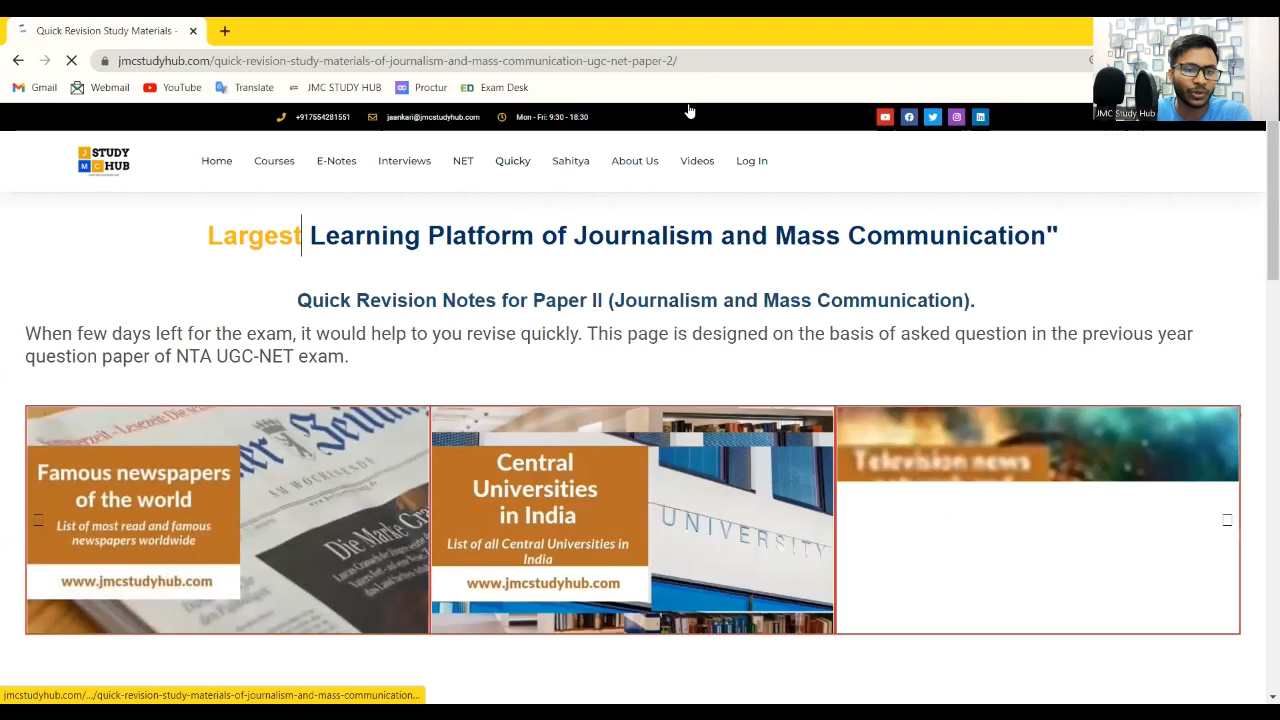 Quick Revision Study Materials -
jmcstudyhub.com/quick-revision-study-materials-of-journalism-and-mass-communication-ugc-net-paper-2/
Gmail Webmail YouTube Translate JMC STUDY HUB Proctur ED Exam Desk
JMC Study Hub
+917554281551 jaankari@jmcstudyhub.com Mon - Fri: 9:30 - 18:30
J STUDY
M C HUB
Home Courses E-Notes Interviews NET Quicky Sahitya About Us Videos Log In
Largest Learning Platform of Journalism and Mass Communication"
Quick Revision Notes for Paper II (Journalism and Mass Communication).
When few days left for the exam, it would help to you revise quickly. This page is designed on the basis of asked question in the previous year
question paper of NTA UGC-NET exam.
Famous newspapers
of the world
List of most read and famous
newspapers worldwide
www.jmcstudyhub.com
AM WOCHENSTART
Die Marke
Central
Universities
in India
List of all Central Universities in
India
www.jmcstudyhub.com
UNIVERSITY
Television news
jmcstudyhub.com/.../quick-revision-study-materials-of-journalism-and-mass-communication...